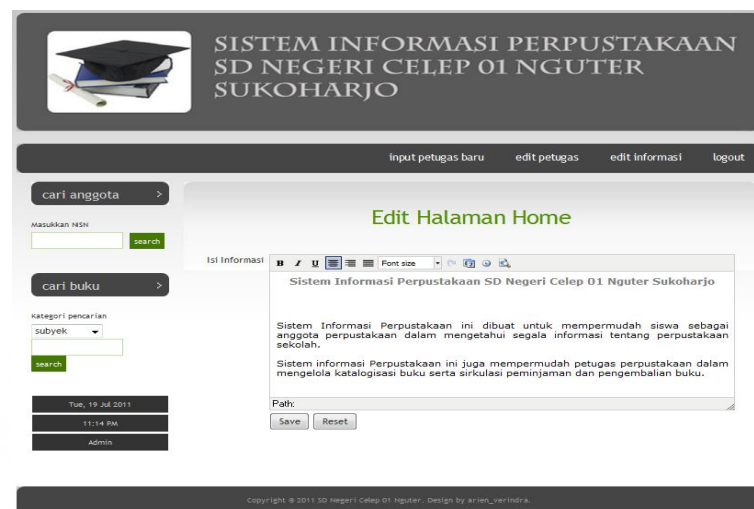 SISTEM INFORMASI PERPUSTAKAAN
SD NEGERI CELEP 01 NGUTER
SUKOHARJO
input petugas baru edit petugas edit informasi logout
cari anggota >
Masukkan NISN
search
cari buku >
Kategori pencarian
subyek
search
Tue, 19 Jul 2011
11:14 PM
Admin
Edit Halaman Home
Isi Informasi
B I U Font size
Sistem Informasi Perpustakaan SD Negeri Celep 01 Nguter Sukoharjo
Sistem Informasi Perpustakaan ini dibuat untuk mempermudah siswa sebagai
anggota perpustakaan dalam mengetahui segala informasi tentang perpustakaan
sekolah.
Sistem informasi Perpustakaan ini juga mempermudah petugas perpustakaan dalam
mengelola katalogisasi buku serta sirkulasi peminjaman dan pengembalian buku.
Path:
Save Reset
Copyright © 2011 SD Negeri Celep 01 Nguter. Design by arien_verindra.